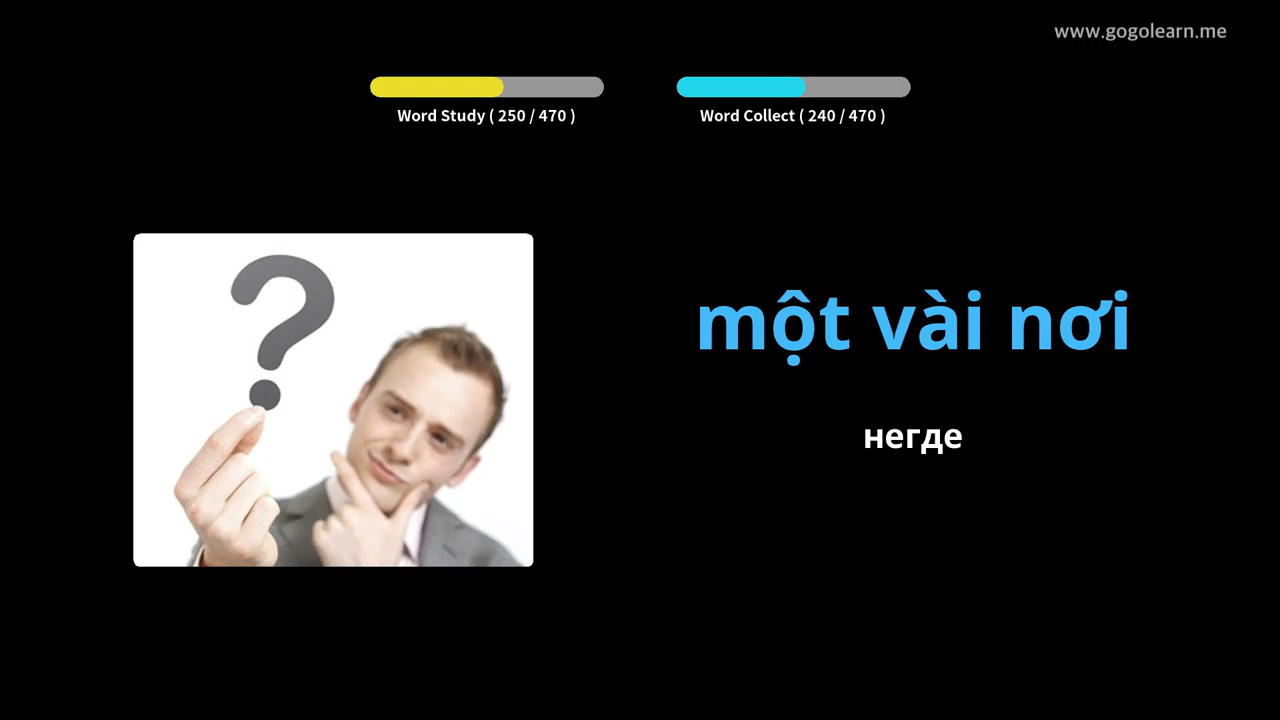 www.gogolearn.me
Word Study ( 250 / 470 )
Word Collect ( 240 / 470 )
một vài nơi
негде